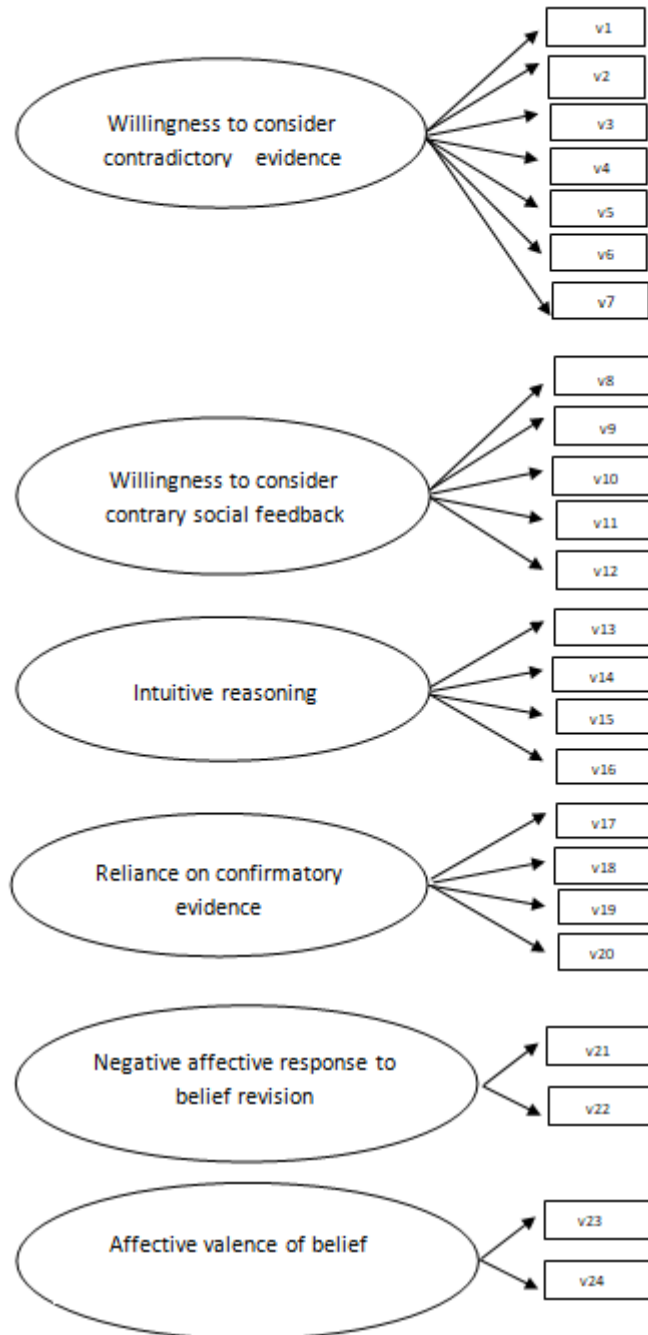 v1
v2
Willingness to consider
contradictory evidence
v3
v4
v5
v6
v7
v8
v9
Willingness to consider
contrary social feedback
v10
v11
v12
v13
Intuitive reasoning
v14
v15
v16
v17
Reliance on confirmatory
evidence
v18
v19
v20
Negative affective response to
belief revision
v21
v22
Affective valence of belief
v23
v24